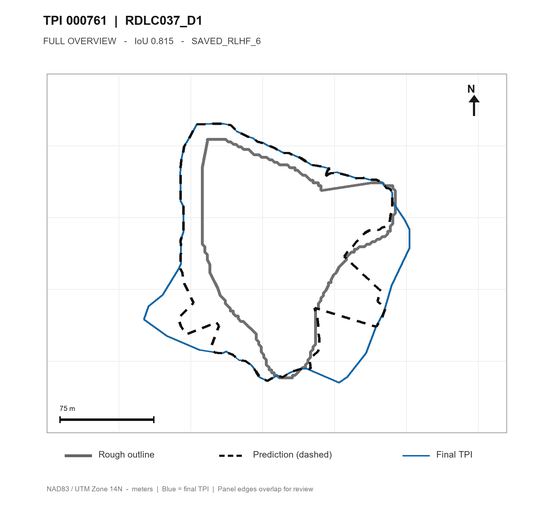 TPI 000761 | RDLC037_D1
FULL OVERVIEW - IoU 0.815 - SAVED_RLHF_6
N
75 m
Rough outline
Prediction (dashed)
Final TPI
NAD83 / UTM Zone 14N - meters | Blue = final TPI | Panel edges overlap for review